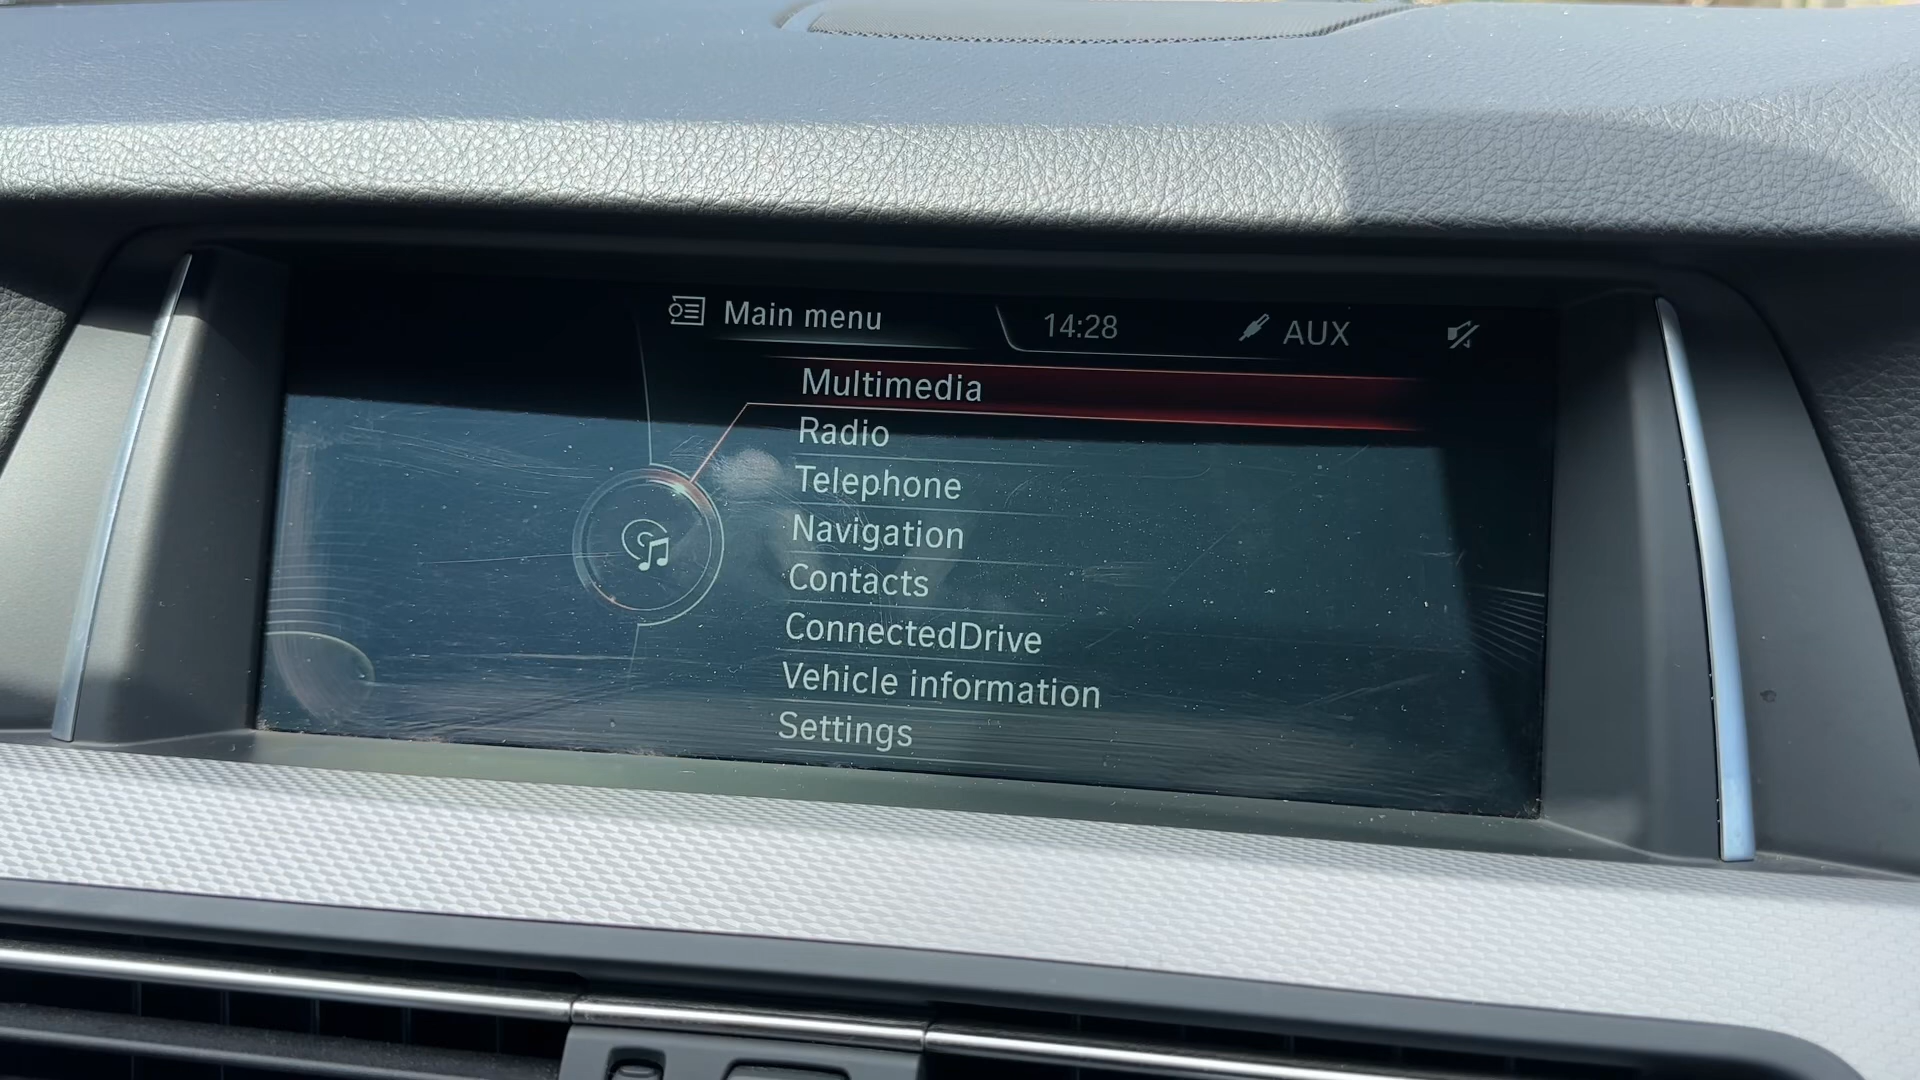 Main menu 14:28 AUX
Multimedia
Radio
Telephone
Navigation
Contacts
ConnectedDrive
Vehicle information
Settings